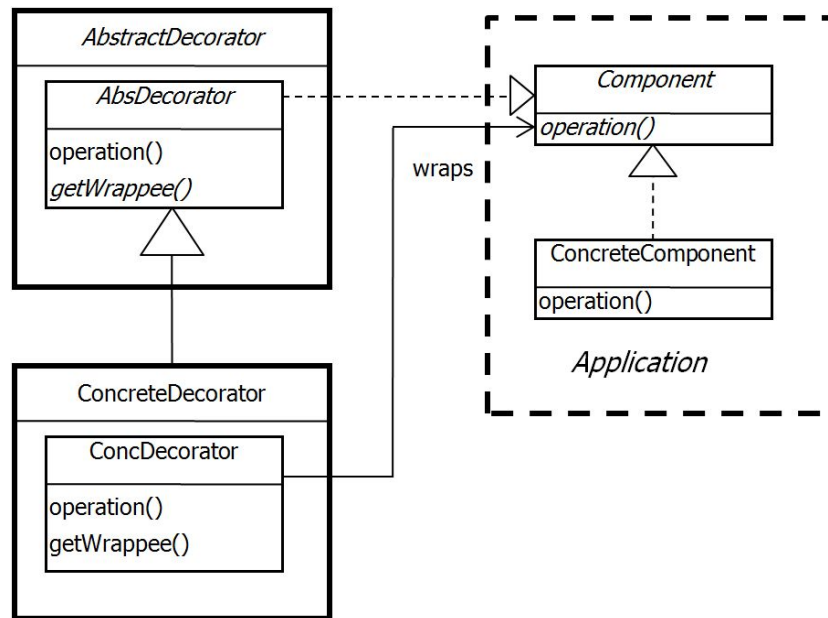 AbstractDecorator
AbsDecorator
operation()
getWrappee()
ConcreteDecorator
ConcDecorator
operation()
getWrappee()
wraps
Component
operation()
ConcreteComponent
operation()
Application